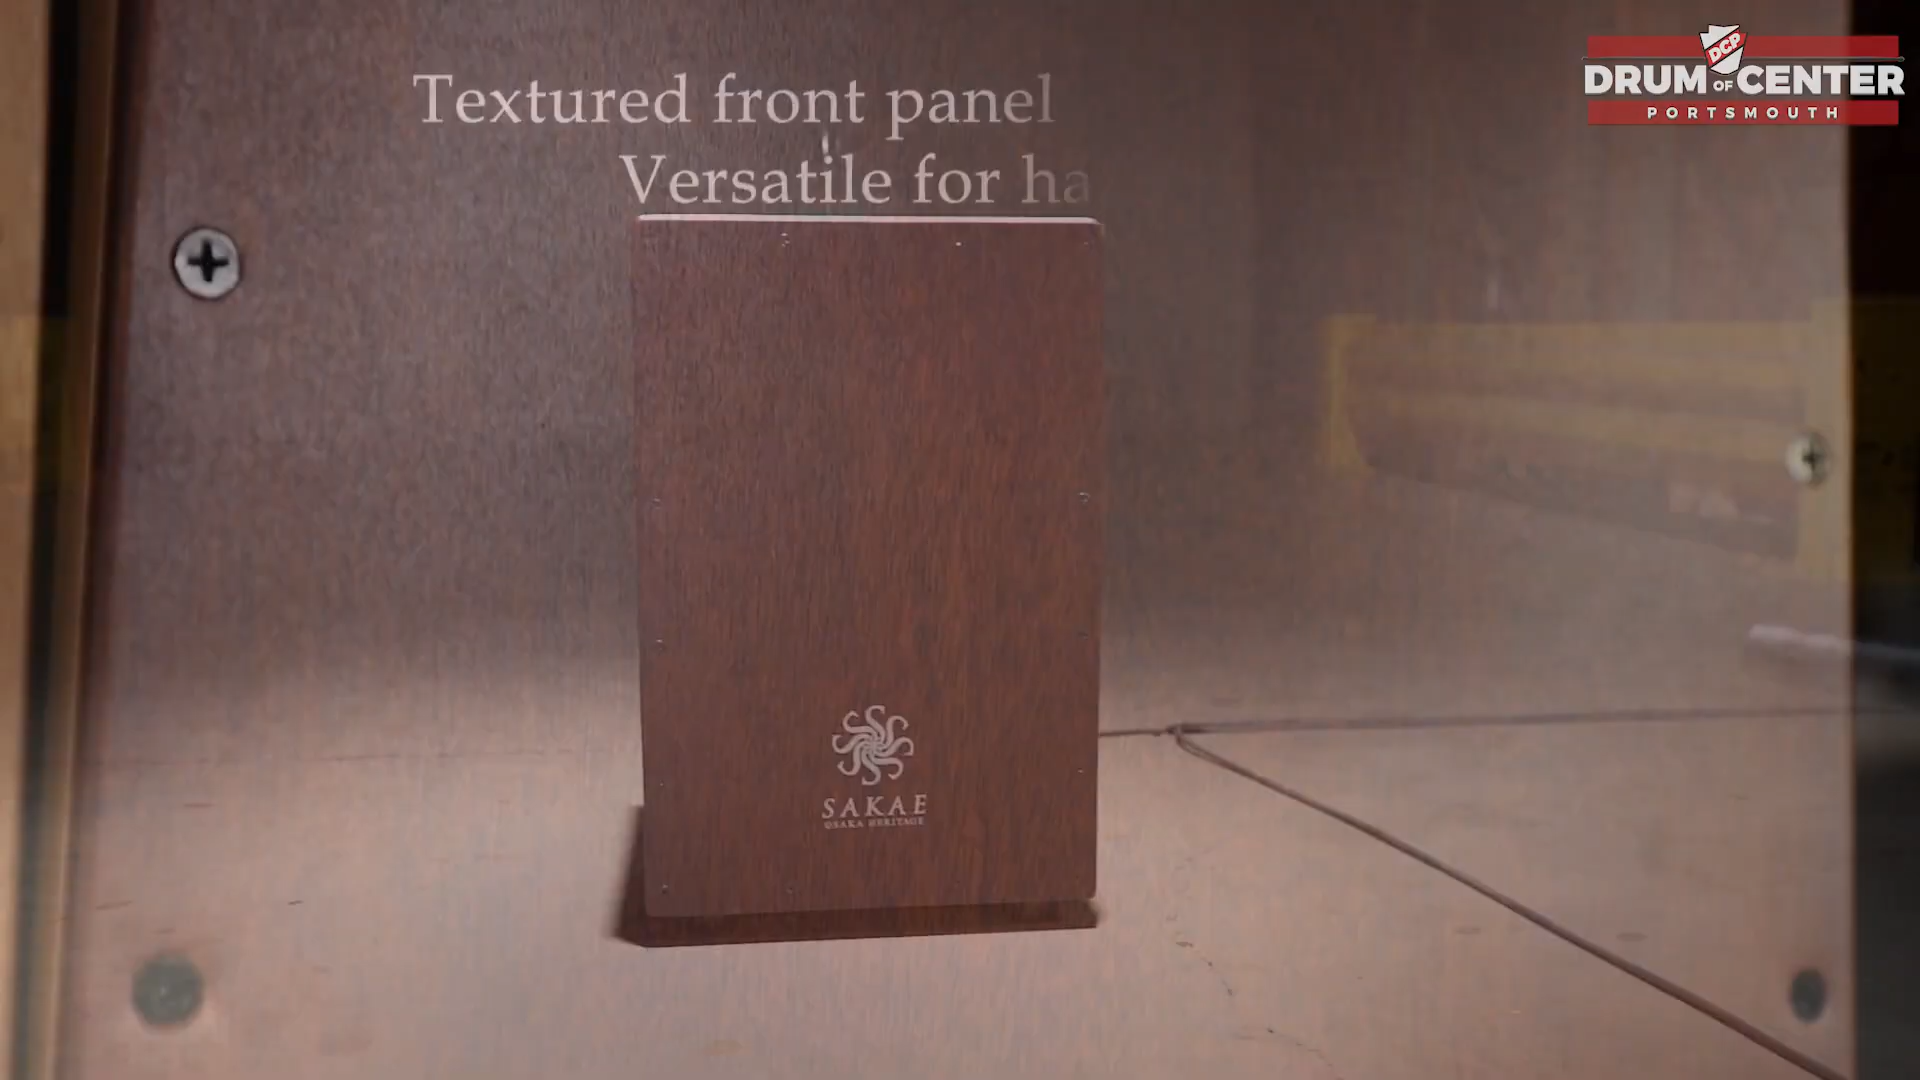 Textured front panel
Versatile for ha
DCP
DRUM OF CENTER
PORTSMOUTH
SAKAE
OSAKA HERITAGE